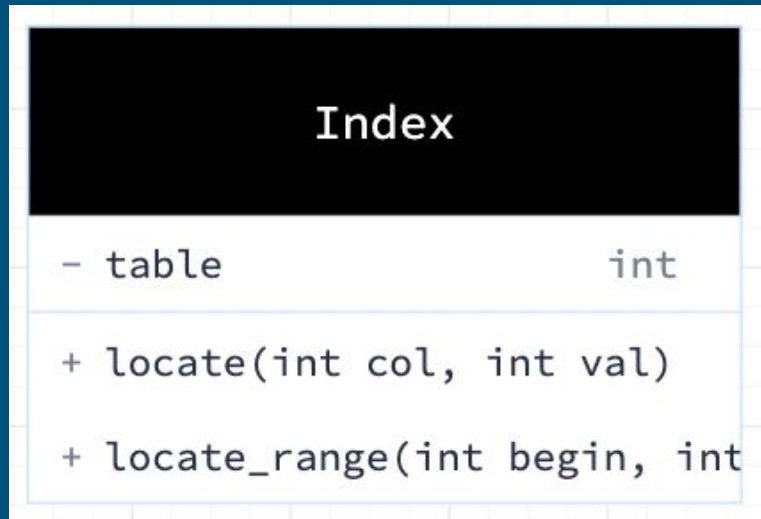 Index
- table int
+ locate(int col, int val)
+ locate_range(int begin, int